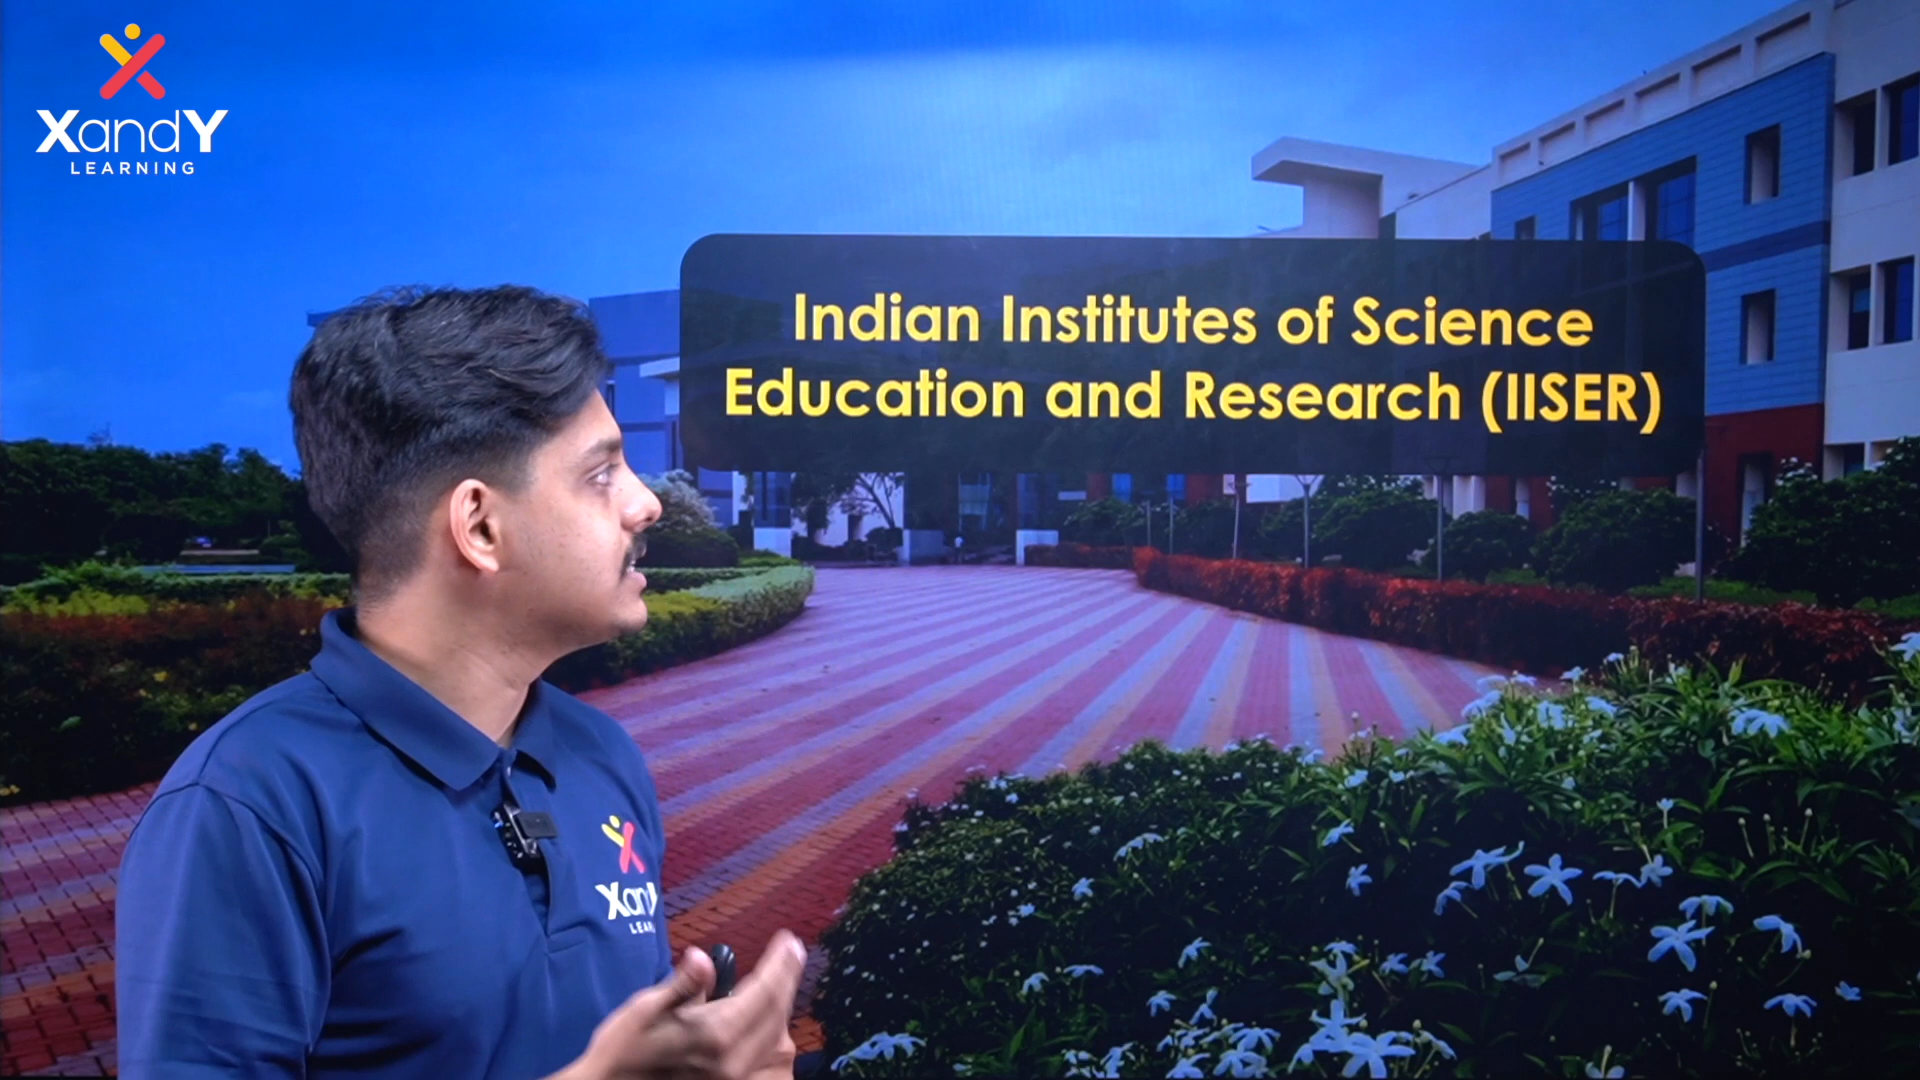 XandY
LEARNING
Indian Institutes of Science
Education and Research (IISER)